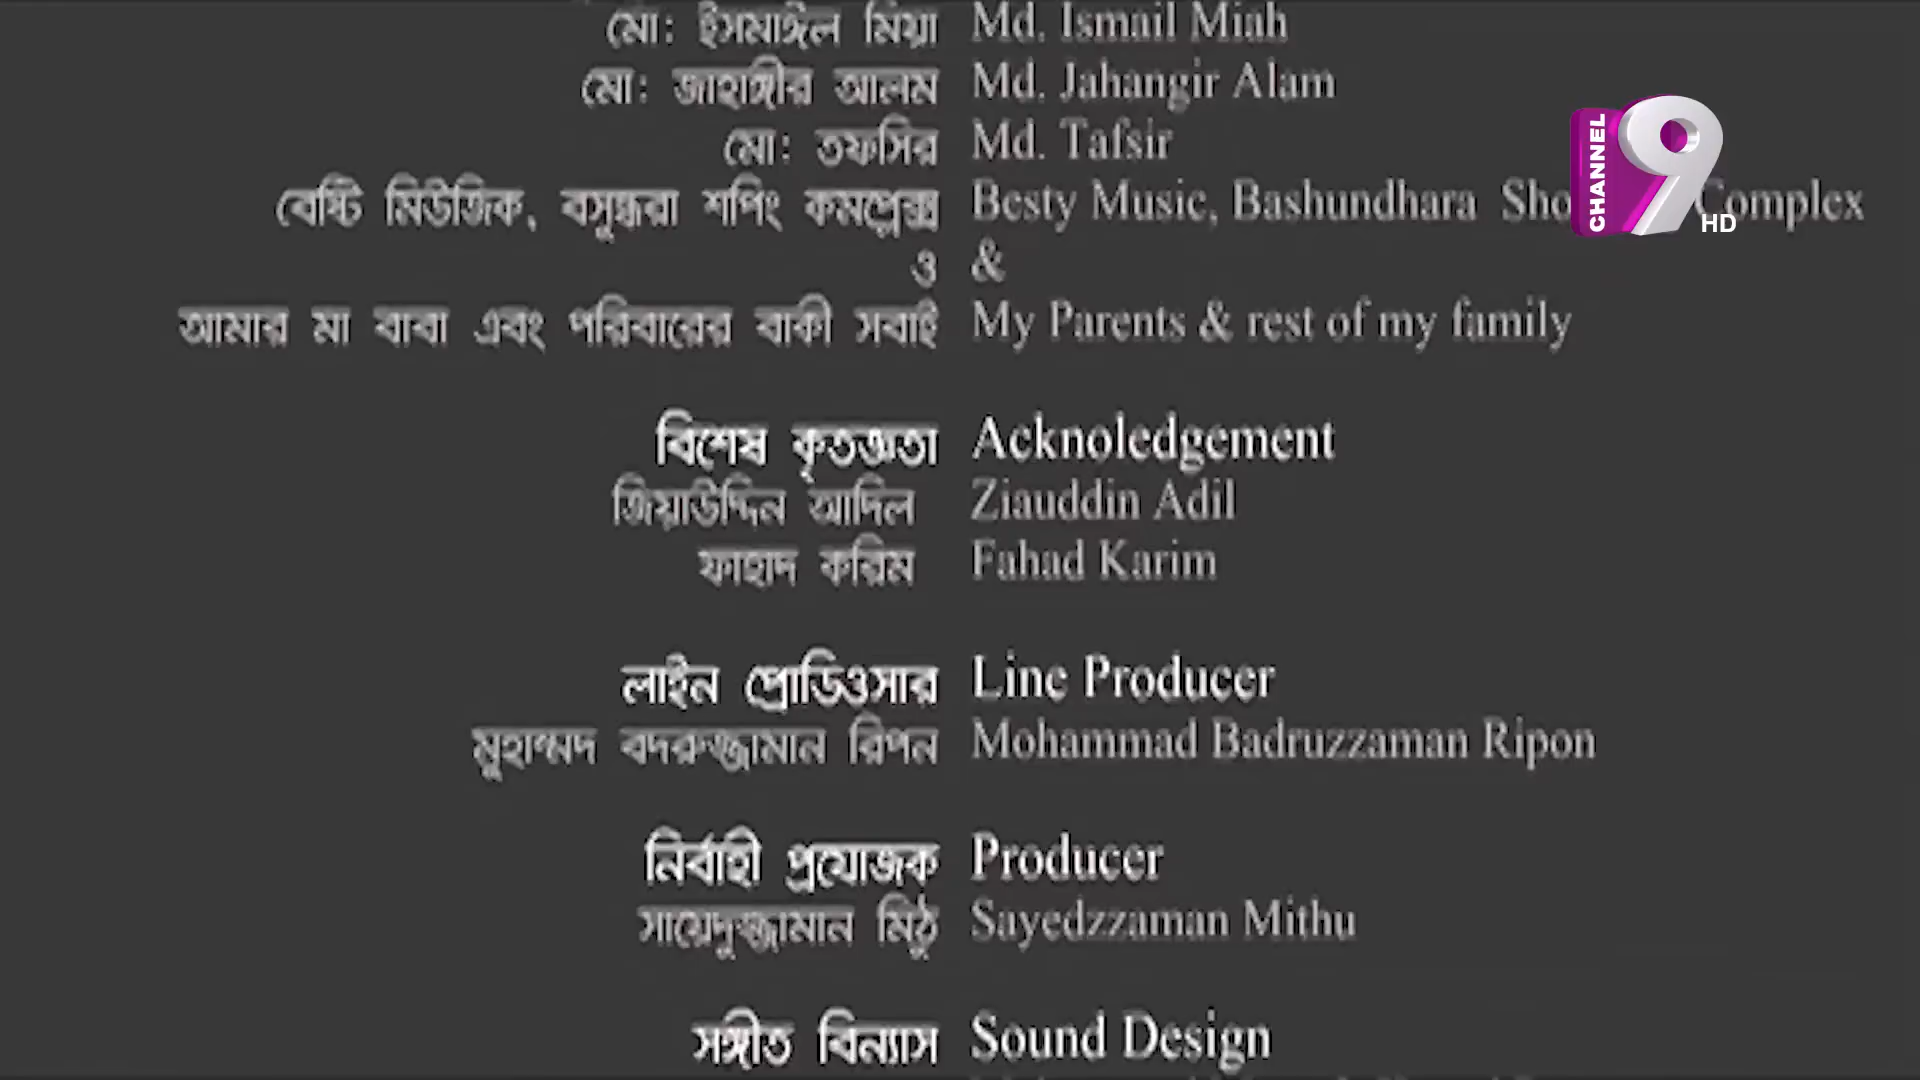 মো: ইসমাঈল মিয়া Md. Ismail Miah
মো: জাহাঙ্গীর আলম Md. Jahangir Alam
মো: তফসির Md. Tafsir
বেষ্টি মিউজিক, বসুন্ধরা শপিং কমপ্লেক্স Besty Music, Bashundhara Sho Complex
ও &
আমার মা বাবা এবং পরিবারের বাকী সবাই My Parents & rest of my family
বিশেষ কৃতজ্ঞতা Acknoledgement
জিয়াউদ্দিন আদিল Ziauddin Adil
ফাহাদ করিম Fahad Karim
লাইন প্রোডিওসার Line Producer
মুহাম্মদ বদরুজ্জামান রিপন Mohammad Badruzzaman Ripon
নির্বাহী প্রযোজক Producer
সায়েদুজ্জামান মিঠু Sayedzzaman Mithu
সঙ্গীত বিন্যাস Sound Design
CHANNEL 9 HD